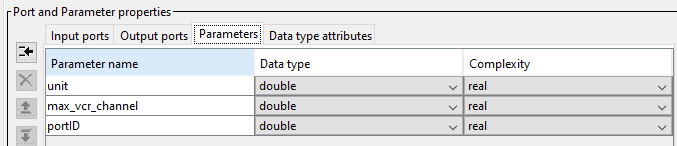 Port and Parameter properties
Input ports Output ports Parameters Data type attributes
Parameter name Data type Complexity
unit double real
max_vcr_channel double real
portID double real